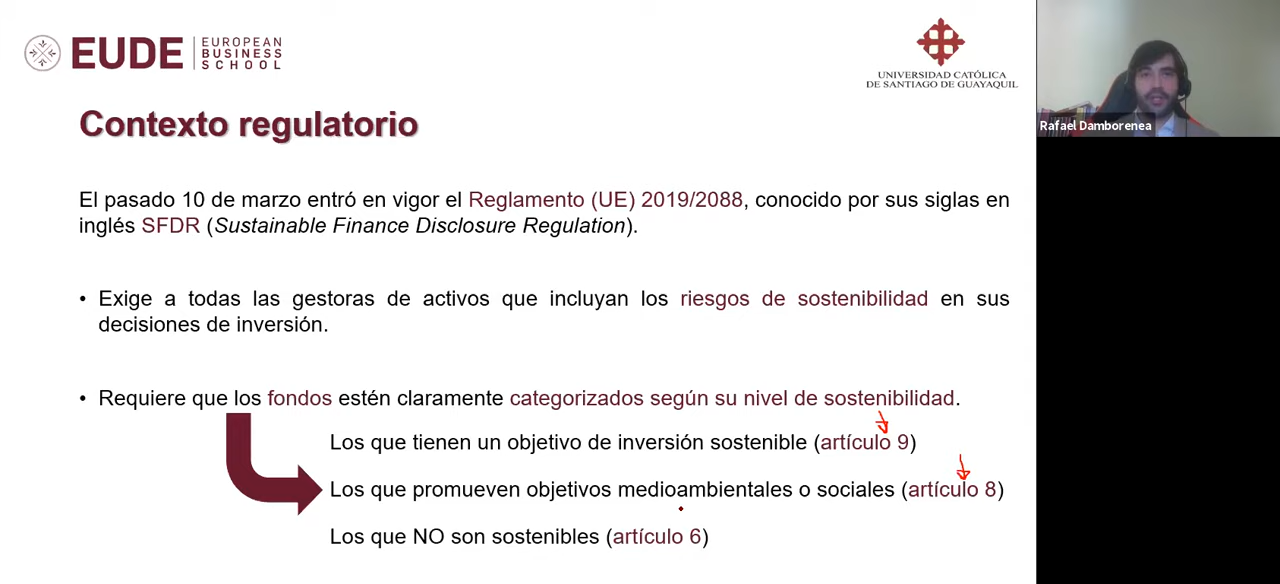 EUDE
EUROPEAN
BUSINESS
SCHOOL
UNIVERSIDAD CATÓLICA
DE SANTIAGO DE GUAYAQUIL
Rafael Damborenea
Contexto regulatorio
El pasado 10 de marzo entró en vigor el Reglamento (UE) 2019/2088, conocido por sus siglas en
inglés SFDR (Sustainable Finance Disclosure Regulation).
• Exige a todas las gestoras de activos que incluyan los riesgos de sostenibilidad en sus
decisiones de inversión.
• Requiere que los fondos estén claramente categorizados según su nivel de sostenibilidad.
Los que tienen un objetivo de inversión sostenible (artículo 9)
Los que promueven objetivos medioambientales o sociales (artículo 8)
Los que NO son sostenibles (artículo 6)